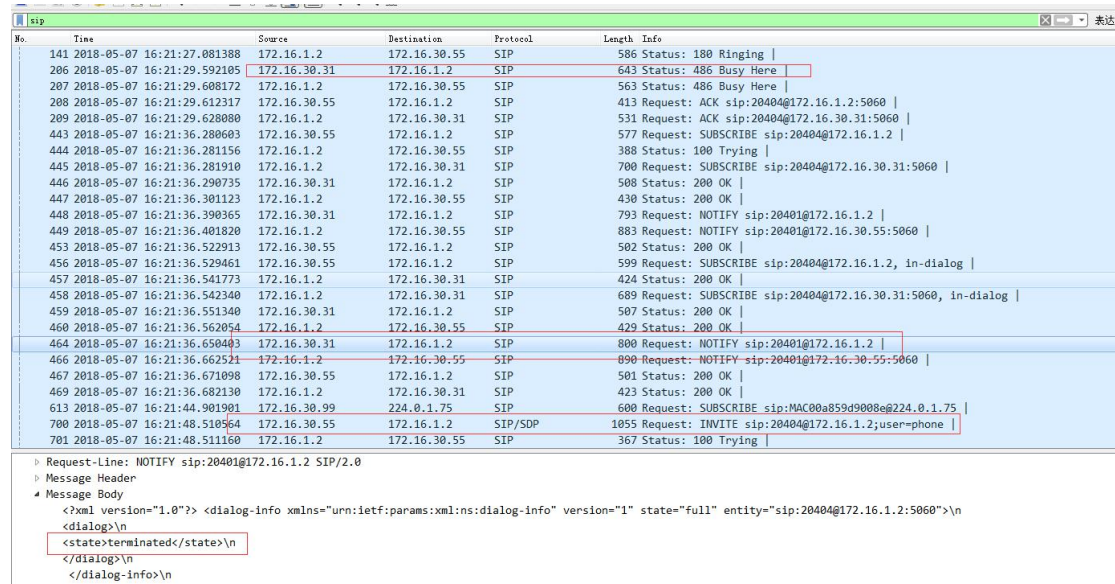 sip
表达
No. Time Source Destination Protocol Length Info
141 2018-05-07 16:21:27.081388 172.16.1.2 172.16.30.55 SIP 586 Status: 180 Ringing |
206 2018-05-07 16:21:29.592105 172.16.30.31 172.16.1.2 SIP 643 Status: 486 Busy Here |
207 2018-05-07 16:21:29.608172 172.16.1.2 172.16.30.55 SIP 563 Status: 486 Busy Here |
208 2018-05-07 16:21:29.612317 172.16.30.55 172.16.1.2 SIP 413 Request: ACK sip:20404@172.16.1.2:5060 |
209 2018-05-07 16:21:29.628080 172.16.1.2 172.16.30.31 SIP 531 Request: ACK sip:20404@172.16.30.31:5060 |
443 2018-05-07 16:21:36.280603 172.16.30.55 172.16.1.2 SIP 577 Request: SUBSCRIBE sip:20404@172.16.1.2 |
444 2018-05-07 16:21:36.281156 172.16.1.2 172.16.30.55 SIP 388 Status: 100 Trying |
445 2018-05-07 16:21:36.281910 172.16.1.2 172.16.30.31 SIP 700 Request: SUBSCRIBE sip:20404@172.16.30.31:5060 |
446 2018-05-07 16:21:36.290735 172.16.30.31 172.16.1.2 SIP 508 Status: 200 OK |
447 2018-05-07 16:21:36.301123 172.16.1.2 172.16.30.55 SIP 430 Status: 200 OK |
448 2018-05-07 16:21:36.390365 172.16.30.31 172.16.1.2 SIP 793 Request: NOTIFY sip:20401@172.16.1.2 |
449 2018-05-07 16:21:36.401820 172.16.1.2 172.16.30.55 SIP 883 Request: NOTIFY sip:20401@172.16.30.55:5060 |
453 2018-05-07 16:21:36.522913 172.16.30.55 172.16.1.2 SIP 502 Status: 200 OK |
456 2018-05-07 16:21:36.529461 172.16.30.55 172.16.1.2 SIP 599 Request: SUBSCRIBE sip:20404@172.16.1.2, in-dialog |
457 2018-05-07 16:21:36.541773 172.16.1.2 172.16.30.31 SIP 424 Status: 200 OK |
458 2018-05-07 16:21:36.542340 172.16.1.2 172.16.30.31 SIP 689 Request: SUBSCRIBE sip:20404@172.16.30.31:5060, in-dialog |
459 2018-05-07 16:21:36.551340 172.16.30.31 172.16.1.2 SIP 507 Status: 200 OK |
460 2018-05-07 16:21:36.562054 172.16.1.2 172.16.30.55 SIP 429 Status: 200 OK |
464 2018-05-07 16:21:36.650403 172.16.30.31 172.16.1.2 SIP 800 Request: NOTIFY sip:20401@172.16.1.2 |
466 2018-05-07 16:21:36.662521 172.16.1.2 172.16.30.55 SIP 890 Request: NOTIFY sip:20401@172.16.30.55:5060 |
467 2018-05-07 16:21:36.671098 172.16.30.55 172.16.1.2 SIP 501 Status: 200 OK |
469 2018-05-07 16:21:36.682130 172.16.1.2 172.16.30.31 SIP 423 Status: 200 OK |
613 2018-05-07 16:21:44.901901 172.16.30.99 224.0.1.75 SIP 600 Request: SUBSCRIBE sip:MAC00a859d9008e@224.0.1.75 |
700 2018-05-07 16:21:48.510564 172.16.30.55 172.16.1.2 SIP/SDP 1055 Request: INVITE sip:20404@172.16.1.2;user=phone |
701 2018-05-07 16:21:48.511160 172.16.1.2 172.16.30.55 SIP 367 Status: 100 Trying |
Request-Line: NOTIFY sip:20401@172.16.1.2 SIP/2.0
Message Header
Message Body
<?xml version="1.0"?> <dialog-info xmlns="urn:ietf:params:xml:ns:dialog-info" version="1" state="full" entity="sip:20404@172.16.1.2:5060">\n
<dialog>\n
<state>terminated</state>\n
</dialog>\n
</dialog-info>\n